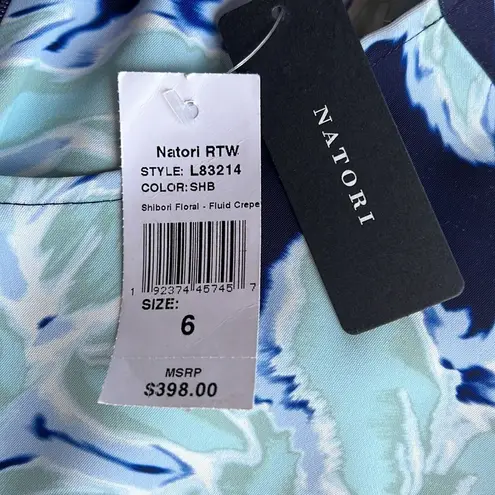 Natori RTW
STYLE: L83214
COLOR: SHB
Shibori Floral - Fluid Crepe
1 92374 45745 7
SIZE:
6
MSRP
$398.00
NATORI